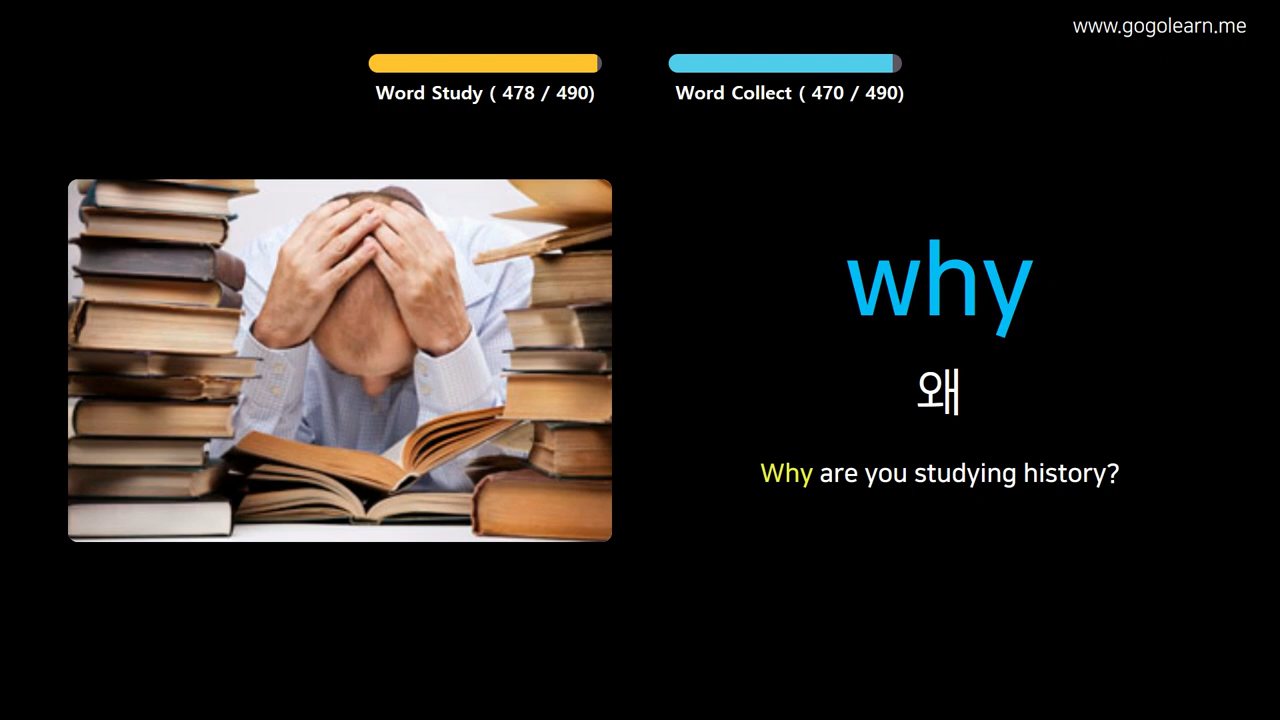 www.gogolearn.me
Word Study ( 478 / 490)
Word Collect ( 470 / 490)
why
왜
Why are you studying history?